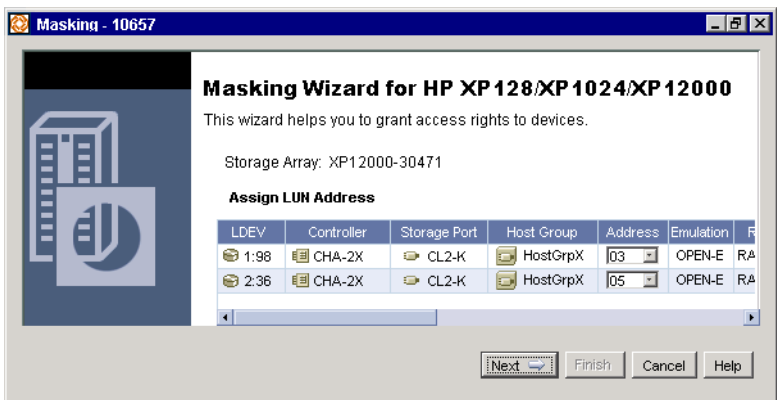 Masking - 10657
Masking Wizard for HP XP128/XP1024/XP12000
This wizard helps you to grant access rights to devices.
Storage Array: XP12000-30471
Assign LUN Address
LDEV Controller Storage Port Host Group Address Emulation
1:98 CHA-2X CL2-K HostGrpX 03 OPEN-E RA
2:36 CHA-2X CL2-K HostGrpX 05 OPEN-E RA
Next Finish Cancel Help